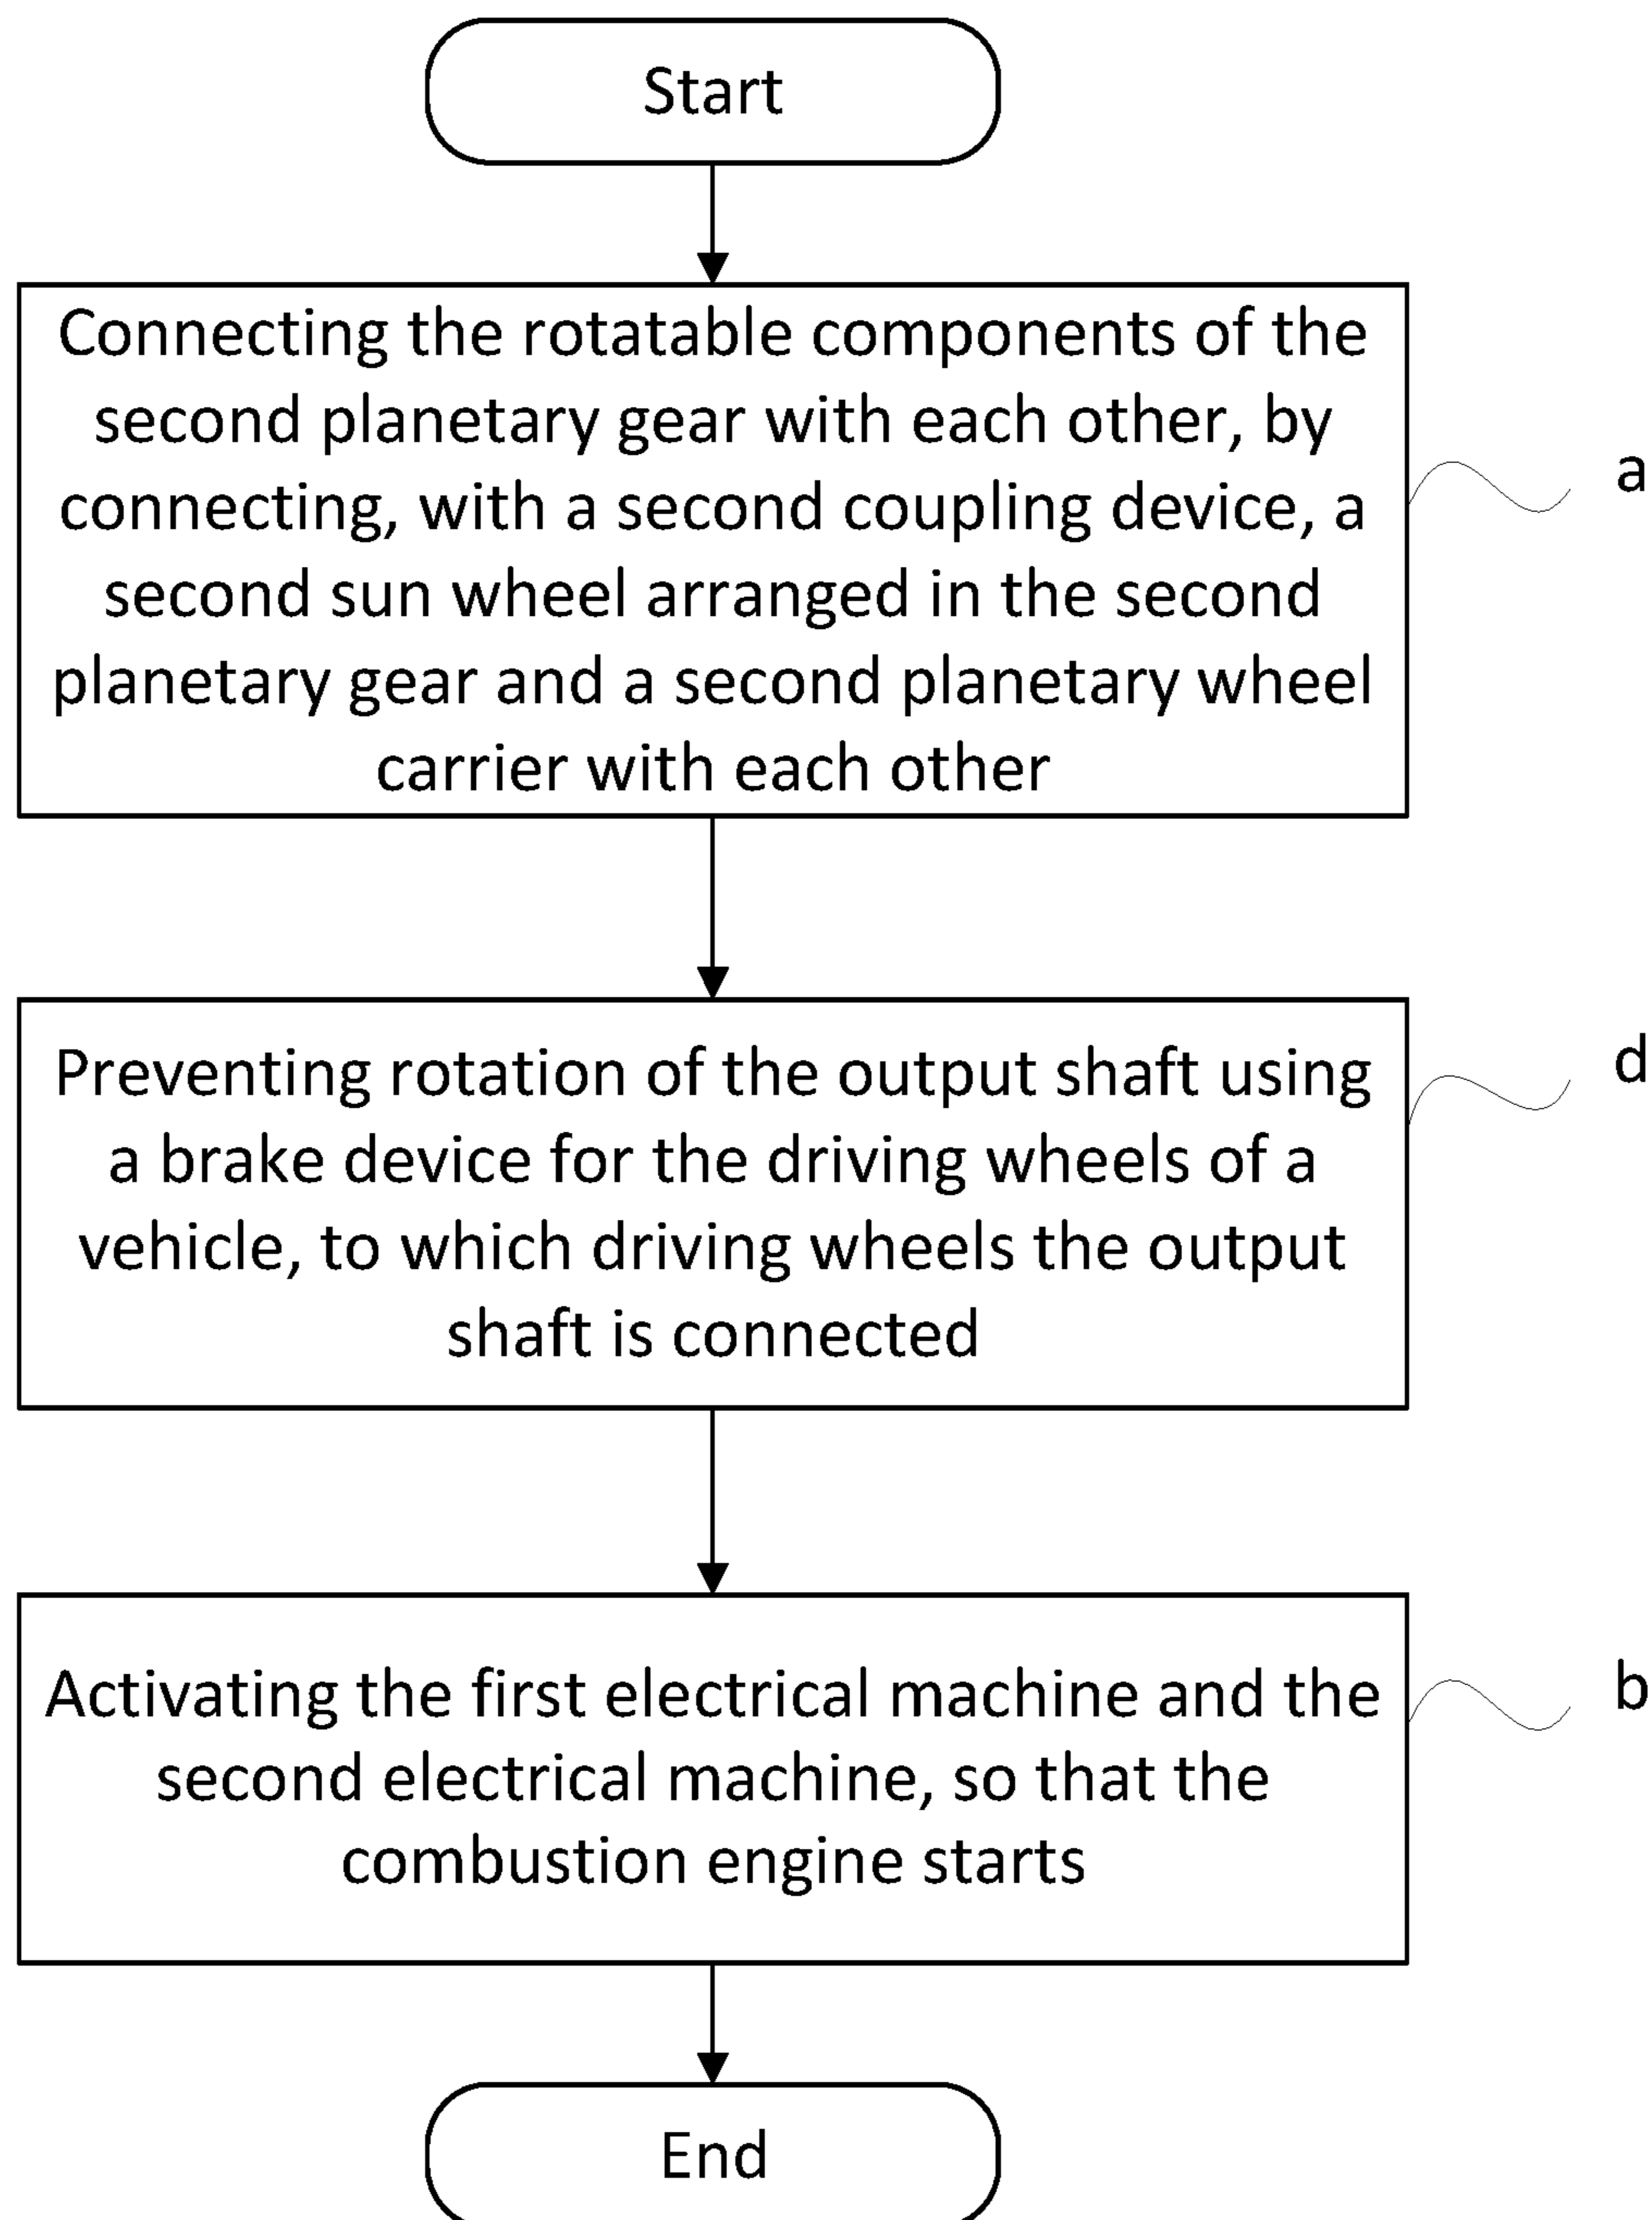 Start
Connecting the rotatable components of the
second planetary gear with each other, by
connecting, with a second coupling device, a
second sun wheel arranged in the second
planetary gear and a second planetary wheel
carrier with each other
a
Preventing rotation of the output shaft using
a brake device for the driving wheels of a
vehicle, to which driving wheels the output
shaft is connected
d
Activating the first electrical machine and the
second electrical machine, so that the
combustion engine starts
b
End